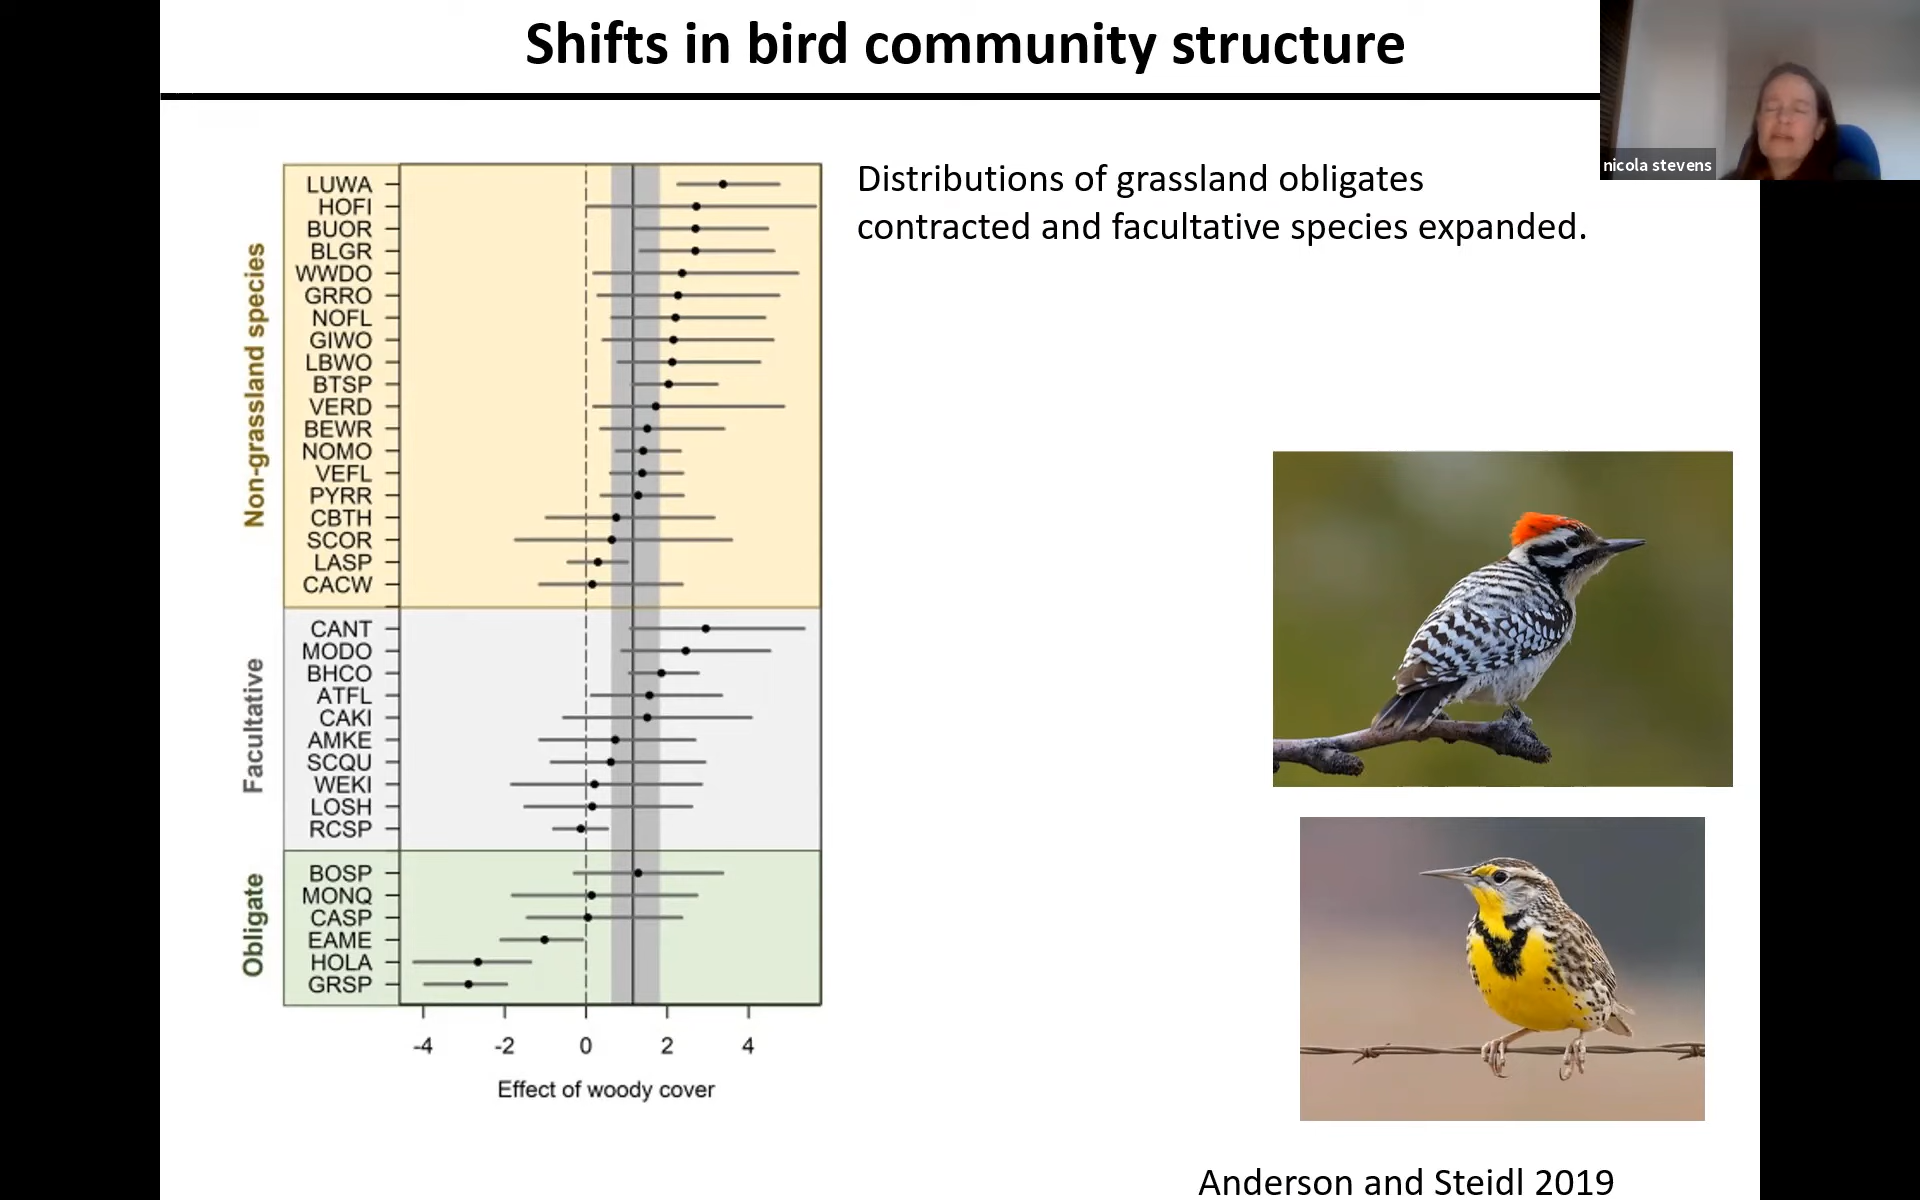 Shifts in bird community structure
nicola stevens
Distributions of grassland obligates
contracted and facultative species expanded.
Non-grassland species
LUWA
HOFI
BUOR
BLGR
WWDO
GRRO
NOFL
GIWO
LBWO
BTSP
VERD
BEWR
NOMO
VEFL
PYRR
CBTH
SCOR
LASP
CACW
Facultative
CANT
MODO
BHCO
ATFL
CAKI
AMKE
SCQU
WEKI
LOSH
RCSP
Obligate
BOSP
MONQ
CASP
EAME
HOLA
GRSP
-4 -2 0 2 4
Effect of woody cover
Anderson and Steidl 2019